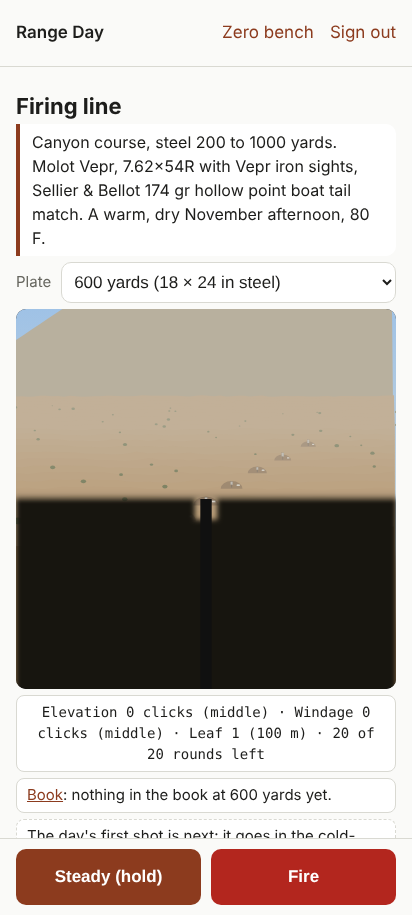 Range Day
Zero bench
Sign out
Firing line
Canyon course, steel 200 to 1000 yards.
Molot Vepr, 7.62×54R with Vepr iron sights,
Sellier & Bellot 174 gr hollow point boat tail
match. A warm, dry November afternoon, 80
F.
Plate
600 yards (18 × 24 in steel)
Elevation 0 clicks (middle) · Windage 0
clicks (middle) · Leaf 1 (100 m) · 20 of
20 rounds left
Book: nothing in the book at 600 yards yet.
The day's first shot is next; it goes in the cold-
Steady (hold)
Fire